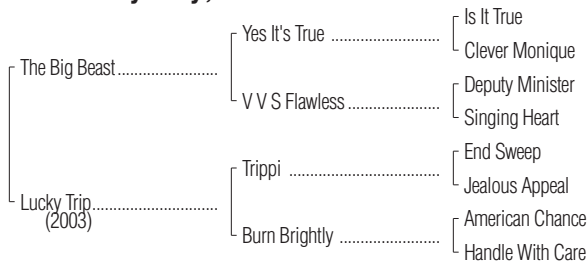 Is It True
Yes It's True ....................
Clever Monique
The Big Beast.........................
Deputy Minister
V V S Flawless ................
Singing Heart
End Sweep
Trippi ...............................
Jealous Appeal
Lucky Trip...............................
(2003)
American Chance
Burn Brightly ..................
Handle With Care